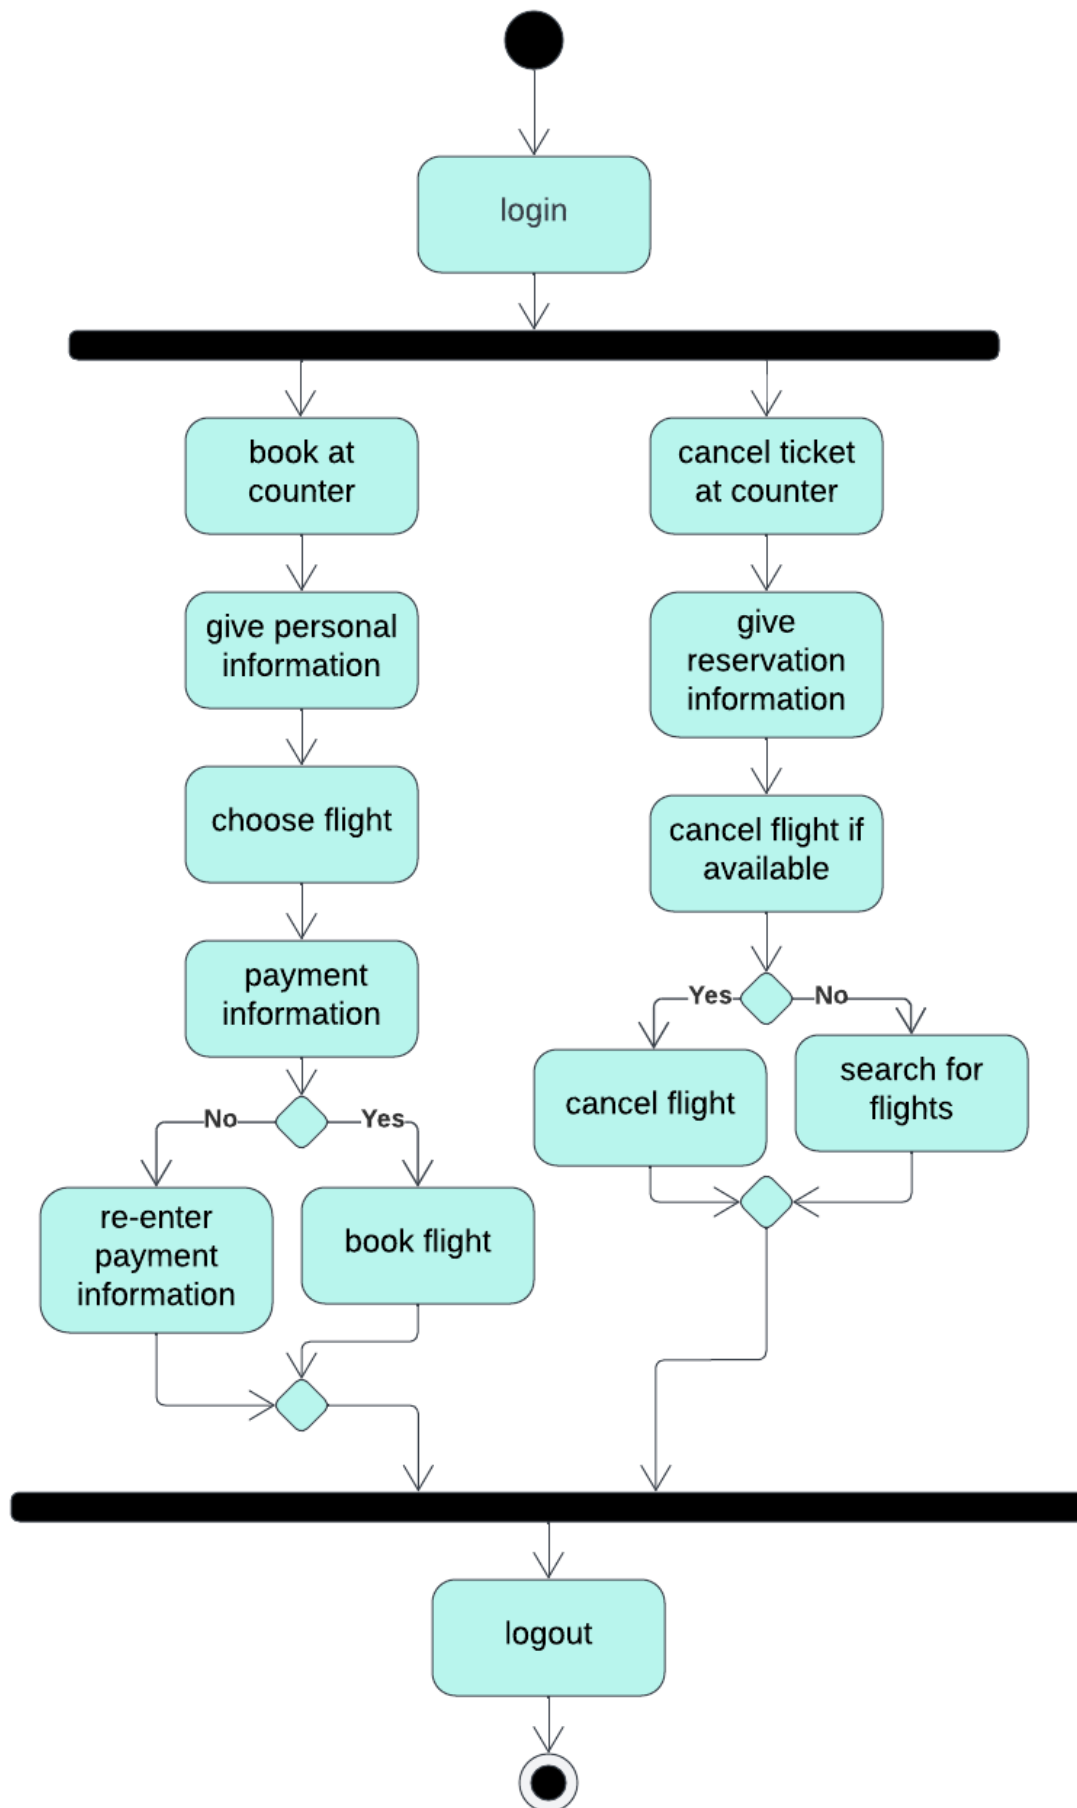 login
book at
counter
give personal
information
choose flight
payment
information
No
Yes
re-enter
payment
information
book flight
cancel ticket
at counter
give
reservation
information
cancel flight if
available
Yes
No
cancel flight
search for
flights
logout